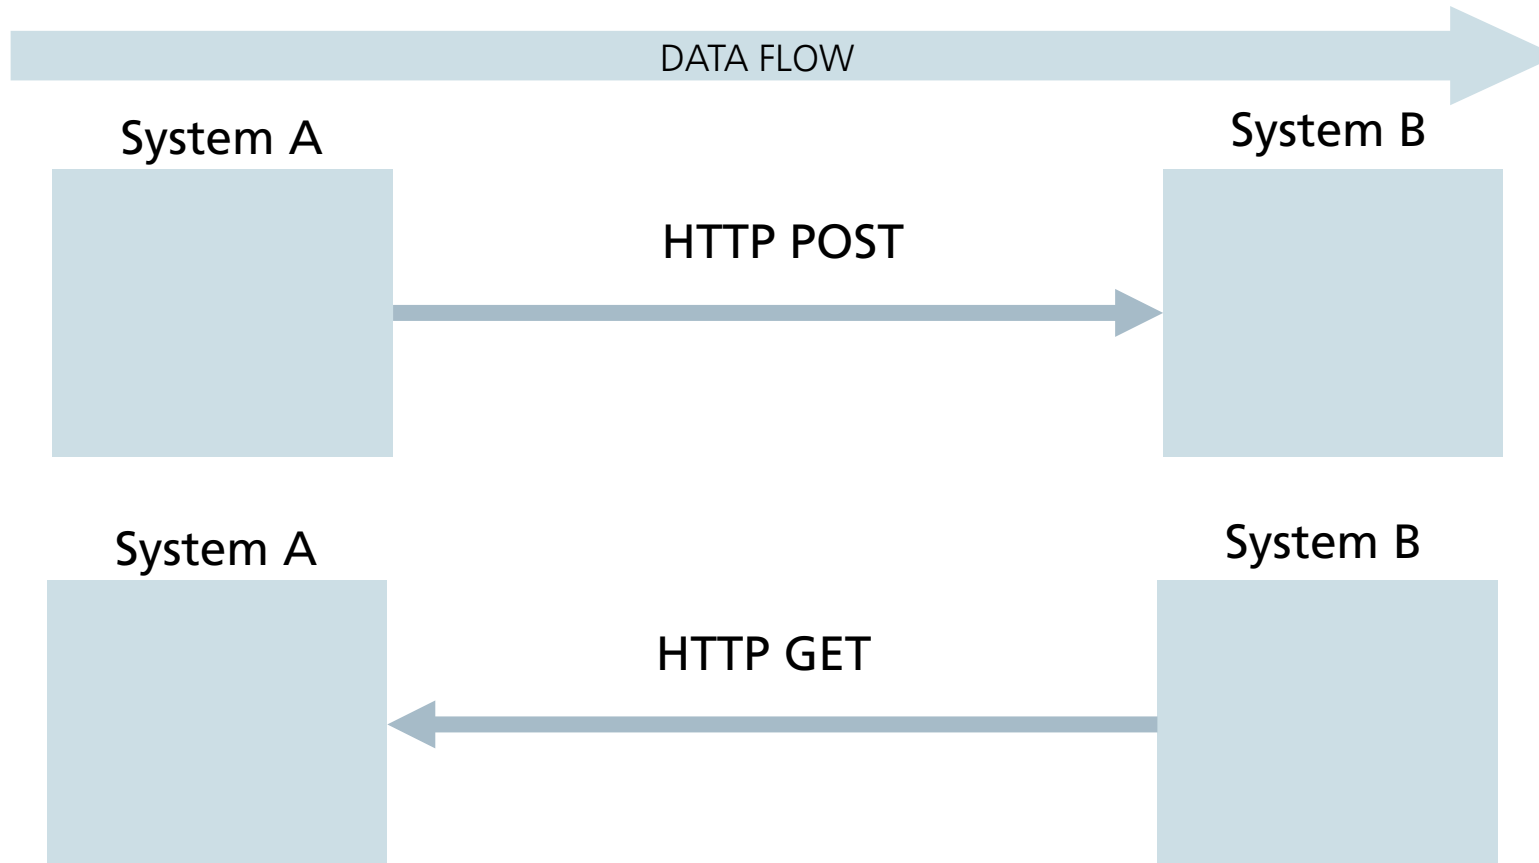 DATA FLOW
System A
System B
HTTP POST
System A
System B
HTTP GET